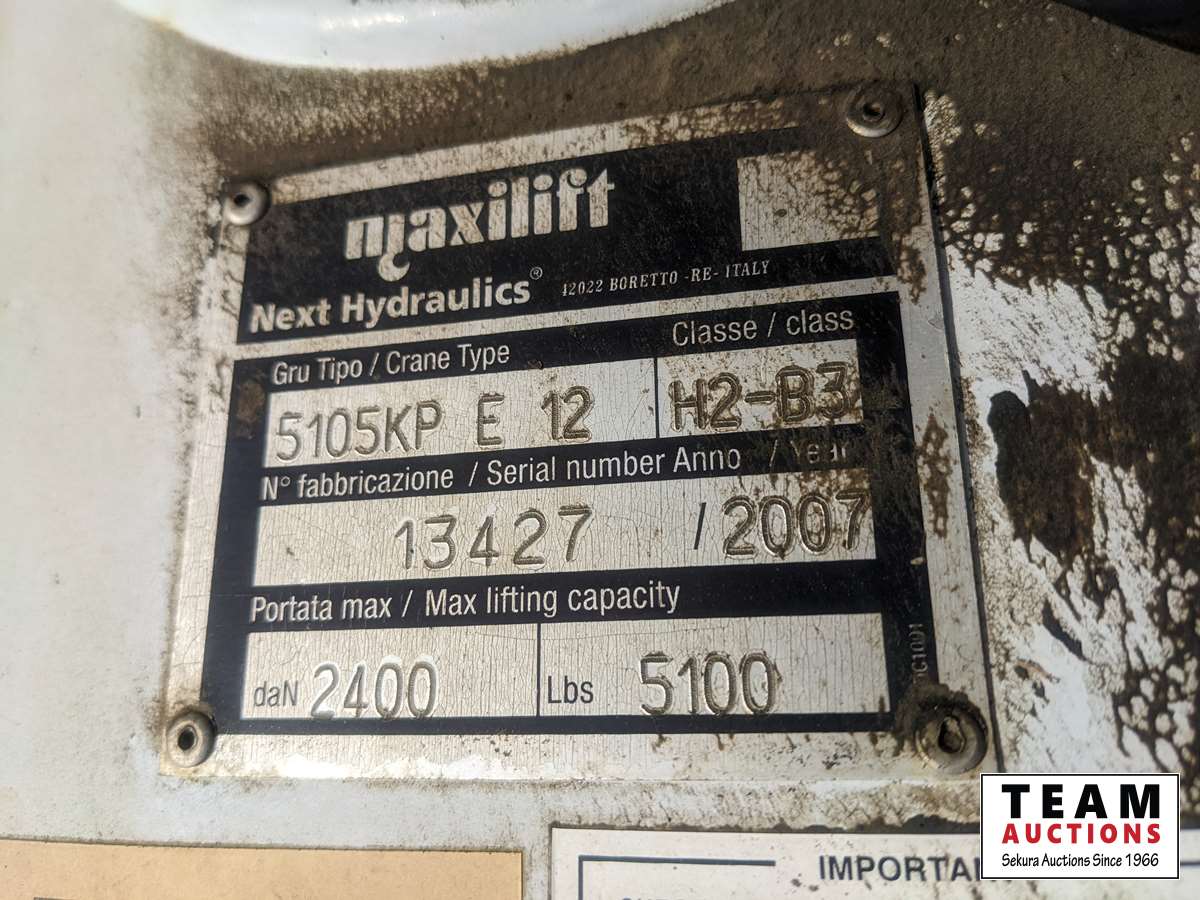 maxilift
Next Hydraulics® 42022 BORETTO -RE- ITALY
Gru Tipo / Crane Type Classe / class
5105KP E 12 H2-B3
N° fabbricazione / Serial number Anno / Year
13427 / 2007
Portata max / Max lifting capacity
daN 2400 Lbs 5100
TEAM
AUCTIONS
Sekura Auctions Since 1966